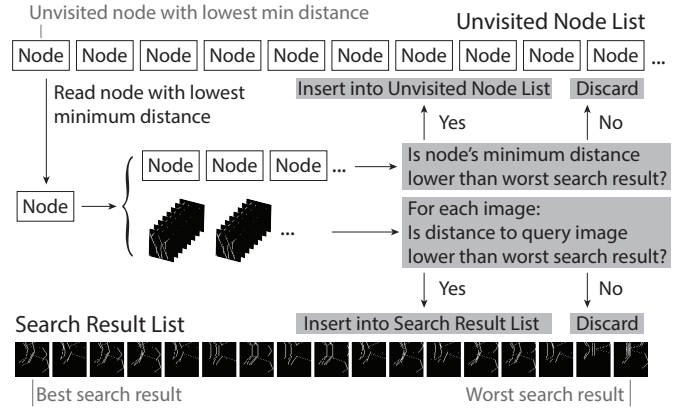 Unvisited node with lowest min distance
Unvisited Node List
Node Node Node Node Node Node Node Node Node Node ...
Read node with lowest
minimum distance
Insert into Unvisited Node List
Discard
Yes
No
Node Node Node ...
Is node's minimum distance
lower than worst search result?
Node
...
For each image:
Is distance to query image
lower than worst search result?
Yes
No
Search Result List
Insert into Search Result List
Discard
Best search result
Worst search result